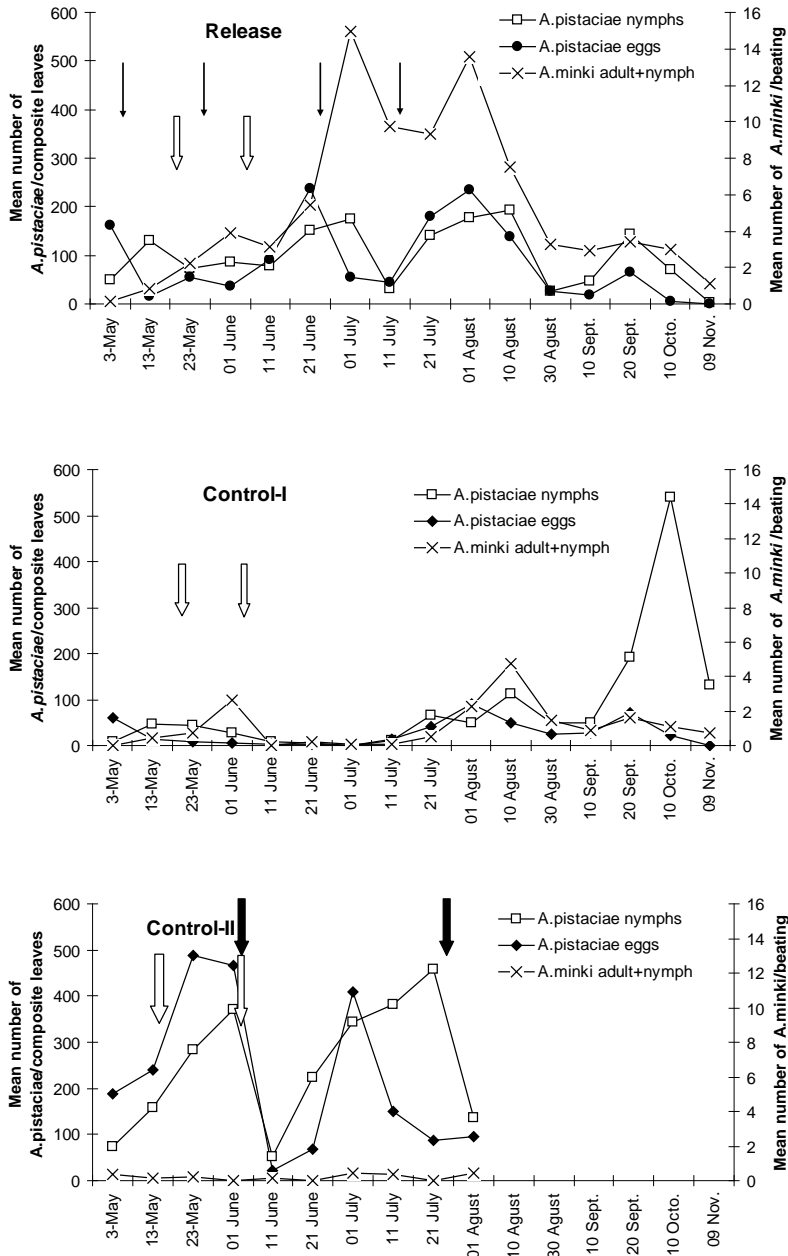 Release
A.pistaciae nymphs
A.pistaciae eggs
A.minki adult+nymph
Mean number of
A.pistaciae/composite leaves
600
500
400
300
200
100
0
16
14
12
10
8
6
4
2
0
Mean number of A.minki /beating
3-May
13-May
23-May
01 June
11 June
21 June
01 July
11 July
21 July
01 Agust
10 Agust
30 Agust
10 Sept.
20 Sept.
10 Octo.
09 Nov.
Control-I
A.pistaciae nymphs
A.pistaciae eggs
A.minki adult+nymph
Mean number of
A.pistaciae/composite leaves
600
500
400
300
200
100
0
16
14
12
10
8
6
4
2
0
Mean number of A.minki /beating
3-May
13-May
23-May
01 June
11 June
21 June
01 July
11 July
21 July
01 Agust
10 Agust
30 Agust
10 Sept.
20 Sept.
10 Octo.
09 Nov.
Control-II
A.pistaciae nymphs
A.pistaciae eggs
A.minki adult+nymph
Mean number of
A.pistaciae/composite leaves
600
500
400
300
200
100
0
16
14
12
10
8
6
4
2
0
Mean number of A.minki/beating
3-May
13-May
23-May
01 June
11 June
21 June
01 July
11 July
21 July
01 Agust
10 Agust
30 Agust
10 Sept.
20 Sept.
10 Octo.
09 Nov.